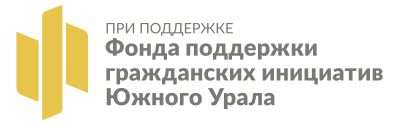 ПРИ ПОДДЕРЖКЕ
Фонда поддержки
гражданских инициатив
Южного Урала